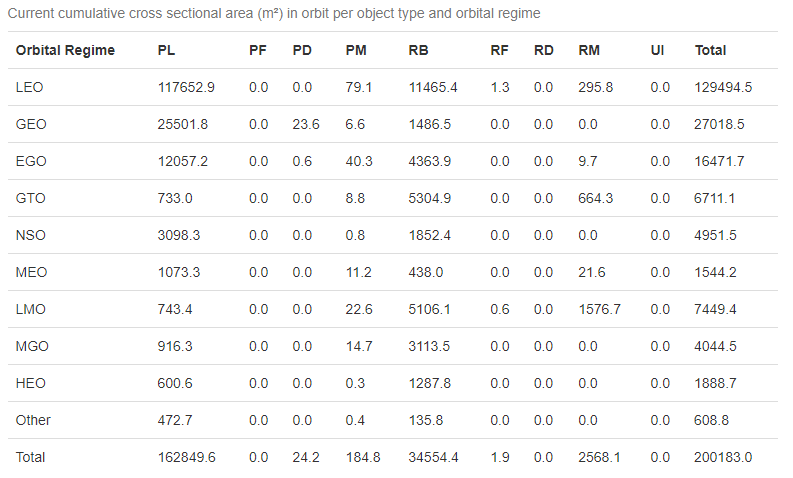 Current cumulative cross sectional area (m²) in orbit per object type and orbital regime
Orbital Regime PL PF PD PM RB RF RD RM UI Total
LEO 117652.9 0.0 0.0 79.1 11465.4 1.3 0.0 295.8 0.0 129494.5
GEO 25501.8 0.0 23.6 6.6 1486.5 0.0 0.0 0.0 0.0 27018.5
EGO 12057.2 0.0 0.6 40.3 4363.9 0.0 0.0 9.7 0.0 16471.7
GTO 733.0 0.0 0.0 8.8 5304.9 0.0 0.0 664.3 0.0 6711.1
NSO 3098.3 0.0 0.0 0.8 1852.4 0.0 0.0 0.0 0.0 4951.5
MEO 1073.3 0.0 0.0 11.2 438.0 0.0 0.0 21.6 0.0 1544.2
LMO 743.4 0.0 0.0 22.6 5106.1 0.6 0.0 1576.7 0.0 7449.4
MGO 916.3 0.0 0.0 14.7 3113.5 0.0 0.0 0.0 0.0 4044.5
HEO 600.6 0.0 0.0 0.3 1287.8 0.0 0.0 0.0 0.0 1888.7
Other 472.7 0.0 0.0 0.4 135.8 0.0 0.0 0.0 0.0 608.8
Total 162849.6 0.0 24.2 184.8 34554.4 1.9 0.0 2568.1 0.0 200183.0